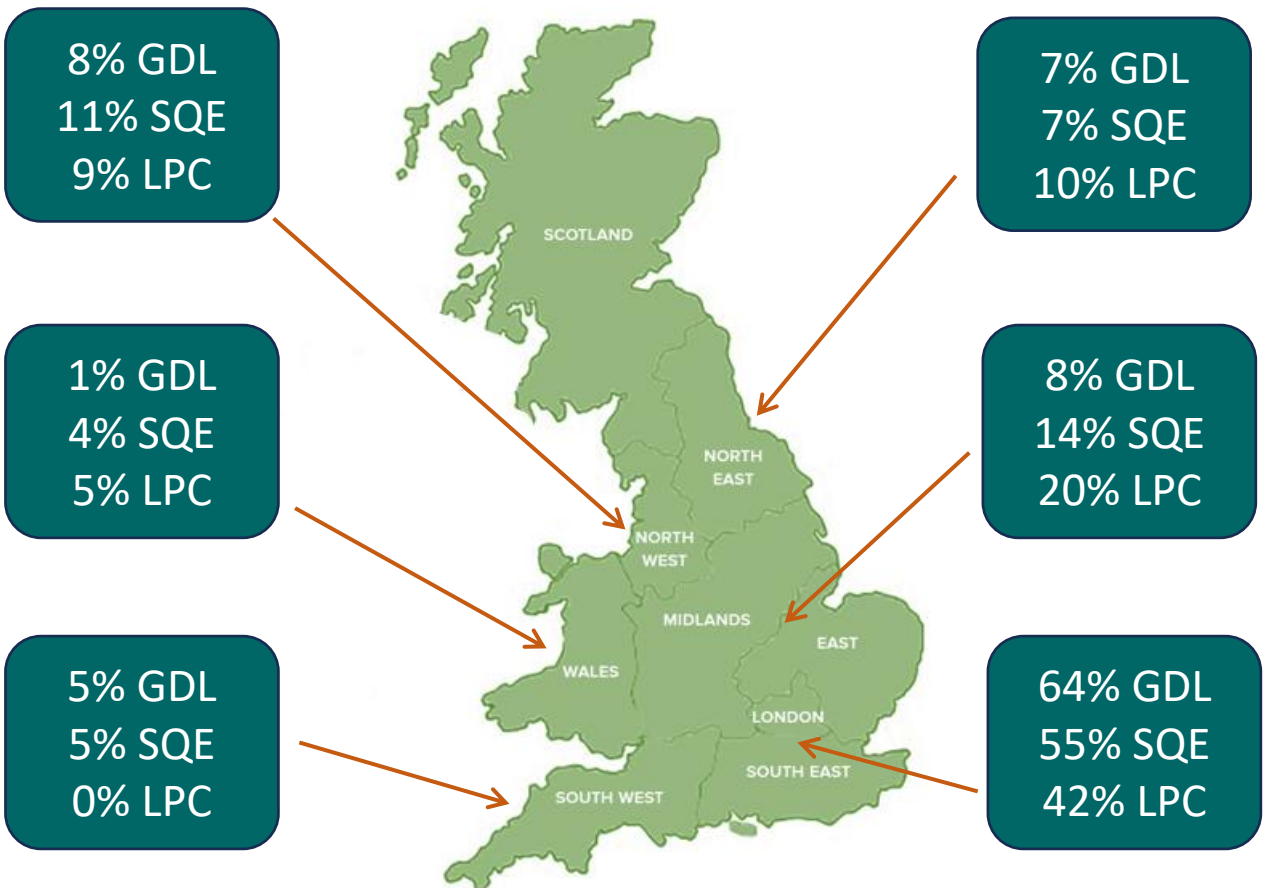 8% GDL
11% SQE
9% LPC
7% GDL
7% SQE
10% LPC
1% GDL
4% SQE
5% LPC
8% GDL
14% SQE
20% LPC
5% GDL
5% SQE
0% LPC
64% GDL
55% SQE
42% LPC
SCOTLAND
NORTH
EAST
NORTH
WEST
MIDLANDS
EAST
WALES
LONDON
SOUTH EAST
SOUTH WEST